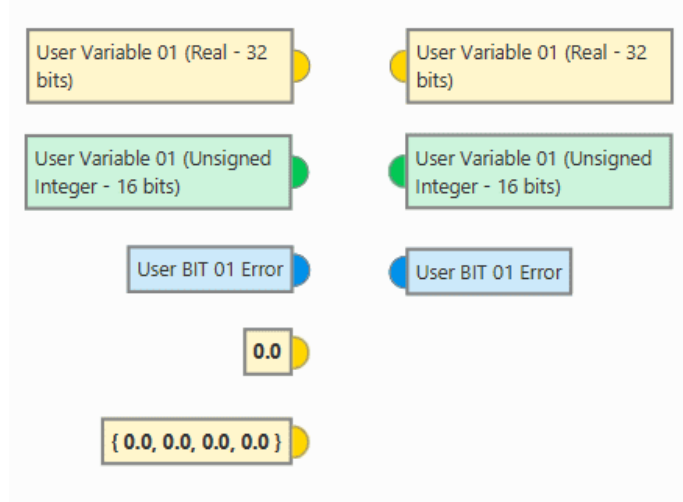 User Variable 01 (Real - 32
bits)
User Variable 01 (Real - 32
bits)
User Variable 01 (Unsigned
Integer - 16 bits)
User Variable 01 (Unsigned
Integer - 16 bits)
User BIT 01 Error
User BIT 01 Error
0.0
{ 0.0, 0.0, 0.0, 0.0 }